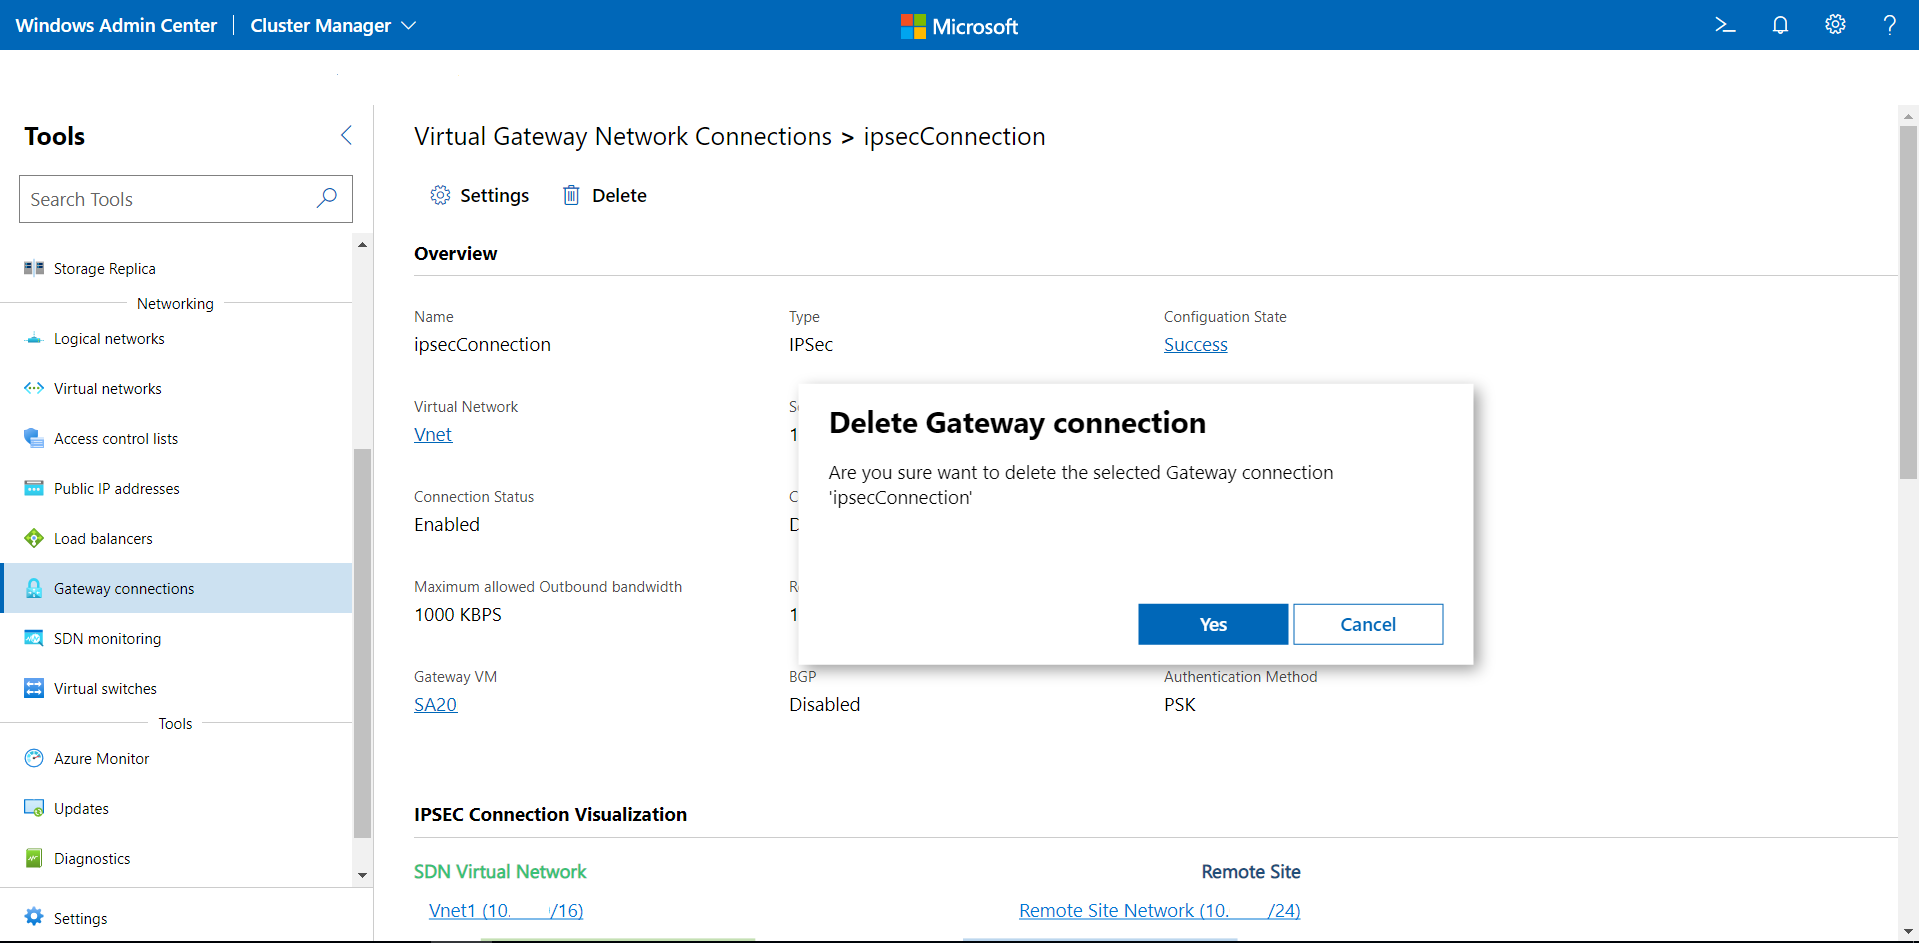 Windows Admin Center Cluster Manager
Microsoft
Tools
Search Tools
Storage Replica
Networking
Logical networks
Virtual networks
Access control lists
Public IP addresses
Load balancers
Gateway connections
SDN monitoring
Virtual switches
Tools
Azure Monitor
Updates
Diagnostics
Settings
Virtual Gateway Network Connections > ipsecConnection
Settings Delete
Overview
Name Type Configuation State
ipsecConnection IPSec Success
Virtual Network
Vnet
Connection Status
Enabled
Maximum allowed Outbound bandwidth
1000 KBPS
Delete Gateway connection
Are you sure want to delete the selected Gateway connection
'ipsecConnection'
Yes Cancel
Gateway VM BGP Authentication Method
SA20 Disabled PSK
IPSEC Connection Visualization
SDN Virtual Network Remote Site
Vnet1 (10. /16) Remote Site Network (10. /24)